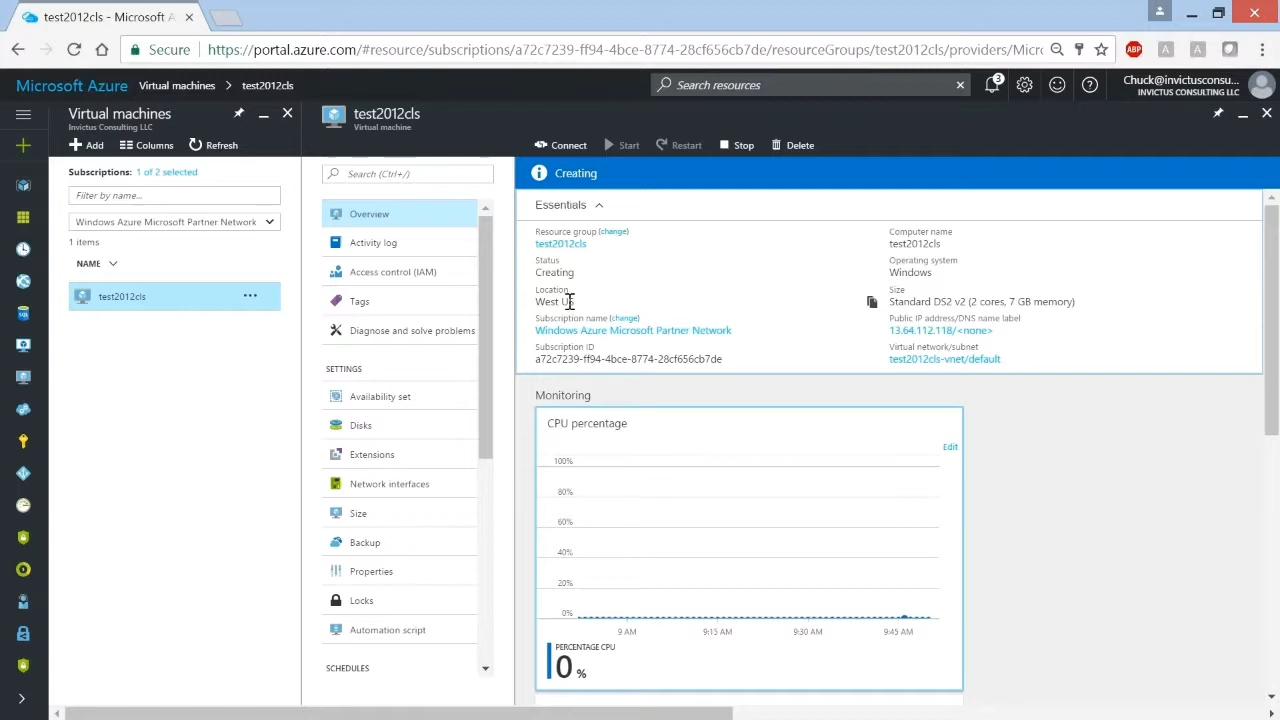 test2012cls - Microsoft A
Secure
https://portal.azure.com/#resource/subscriptions/a72c7239-ff94-4bce-8774-28cf656cb7de/resourceGroups/test2012cls/providers/Micro
ABP
Microsoft Azure
Virtual machines > test2012cls
Search resources
3
Chuck@invictusconsu...
INVICTUS CONSULTING LLC
Virtual machines
Invictus Consulting LLC
Add
Columns
Refresh
Subscriptions: 1 of 2 selected
Filter by name...
Windows Azure Microsoft Partner Network
1 items
NAME
test2012cls
test2012cls
Virtual machine
Search (Ctrl+/)
Overview
Activity log
Access control (IAM)
Tags
Diagnose and solve problems
SETTINGS
Availability set
Disks
Extensions
Network interfaces
Size
Backup
Properties
Locks
Automation script
SCHEDULES
Connect
Start
Restart
Stop
Delete
Creating
Essentials
Resource group (change)
test2012cls
Status
Creating
Location
West US
Subscription name (change)
Windows Azure Microsoft Partner Network
Subscription ID
a72c7239-ff94-4bce-8774-28cf656cb7de
Computer name
test2012cls
Operating system
Windows
Size
Standard DS2 v2 (2 cores, 7 GB memory)
Public IP address/DNS name label
13.64.112.118/<none>
Virtual network/subnet
test2012cls-vnet/default
Monitoring
CPU percentage
Edit
100%
80%
60%
40%
20%
0%
9 AM
9:15 AM
9:30 AM
9:45 AM
PERCENTAGE CPU
0 %